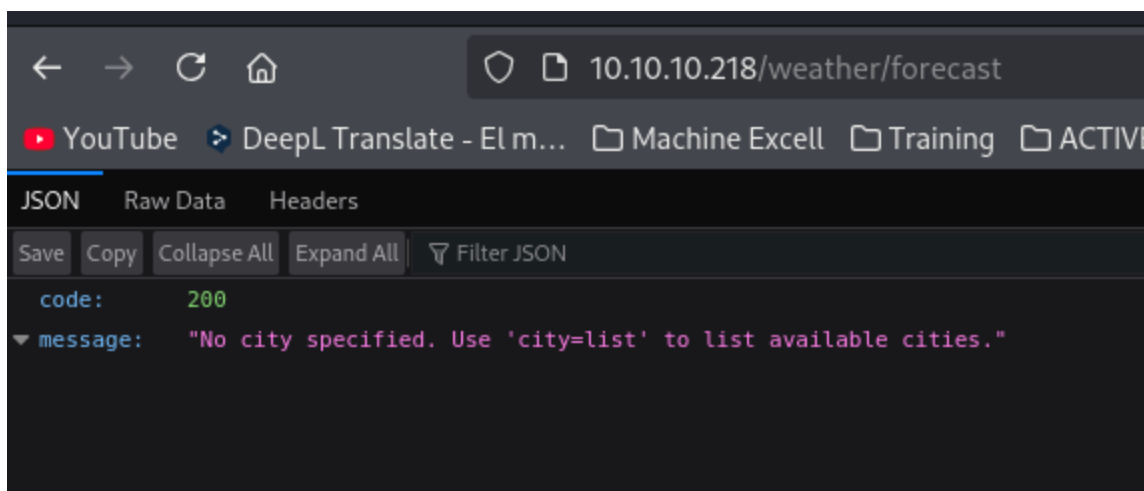 10.10.10.218/weather/forecast
YouTube DeepL Translate - El m... Machine Excell Training ACTIVE
JSON Raw Data Headers
Save Copy Collapse All Expand All Filter JSON
code: 200
message: "No city specified. Use 'city=list' to list available cities."